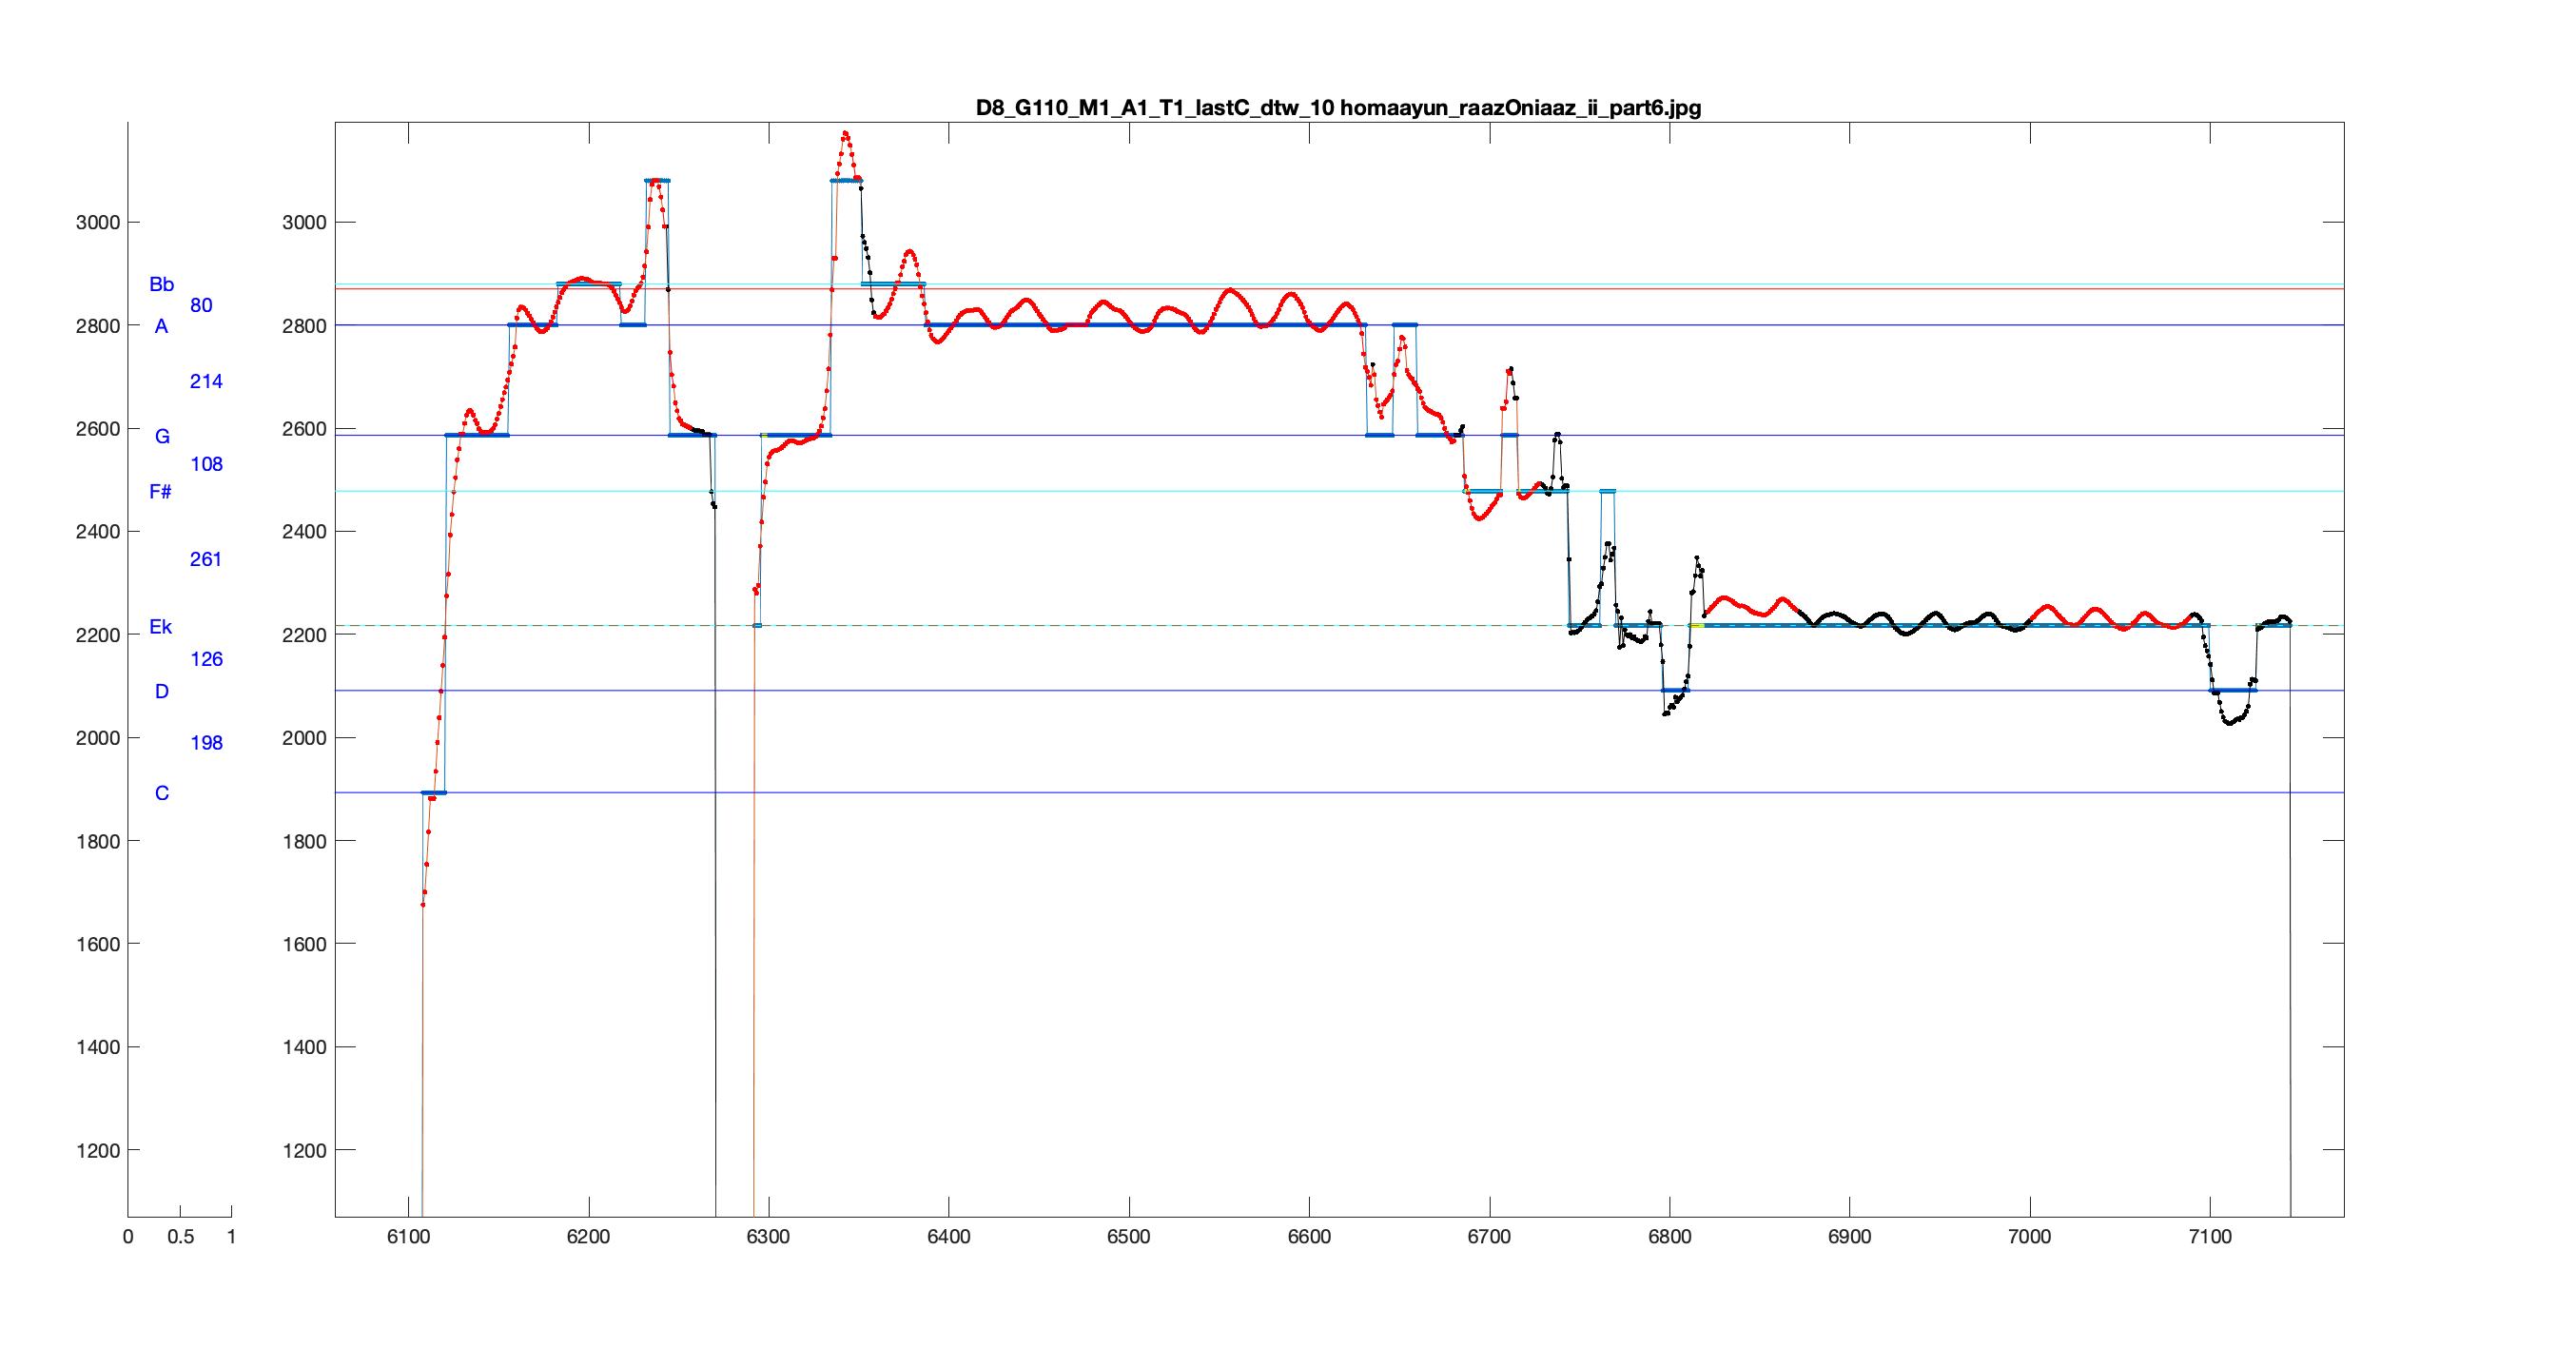 D8_G110_M1_A1_T1_lastC_dtw_10 homaayun_raazOniaaz_ii_part6.jpg
3000 3000
Bb
80
2800 A 2800
214
2600 G 2600
108
F#
2400 2400
261
2200 Ek 2200
126
D
2000 198 2000
C
1800 1800
1600 1600
1400 1400
1200 1200
0 0.5 1 6100 6200 6300 6400 6500 6600 6700 6800 6900 7000 7100